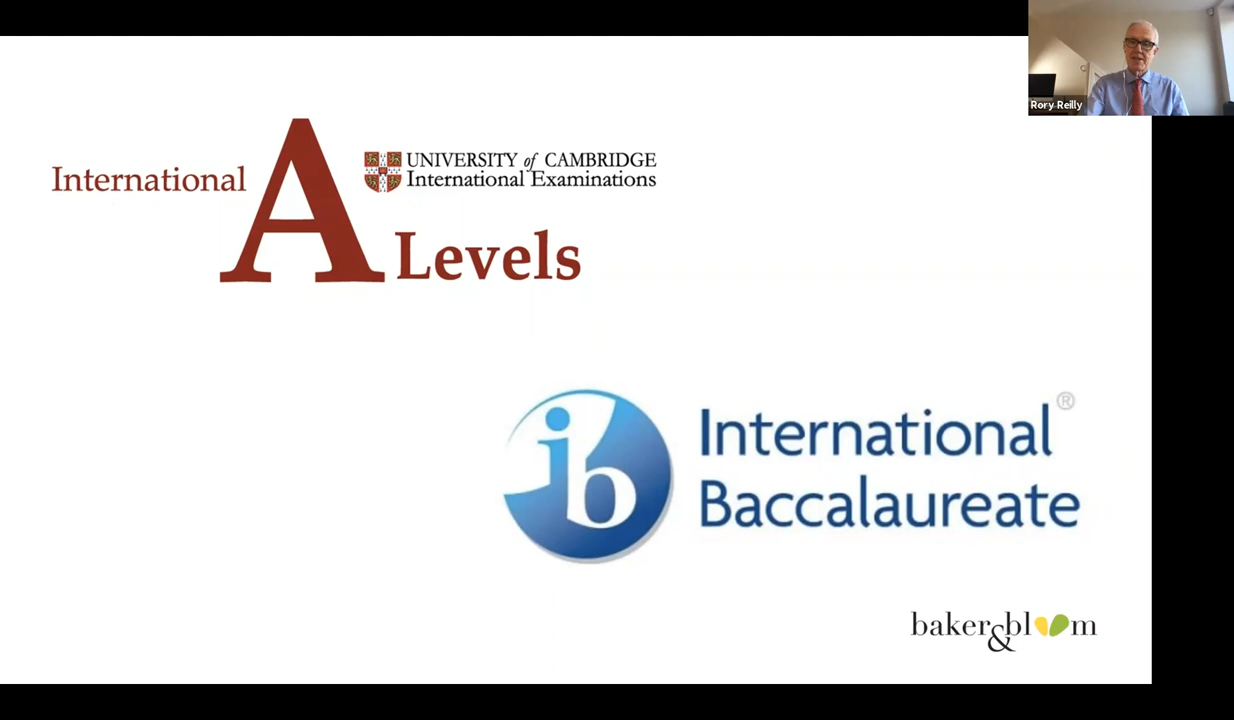 Rory Reilly
International
A
UNIVERSITY of CAMBRIDGE
International Examinations
Levels
ib
International ®
Baccalaureate
baker&bloom